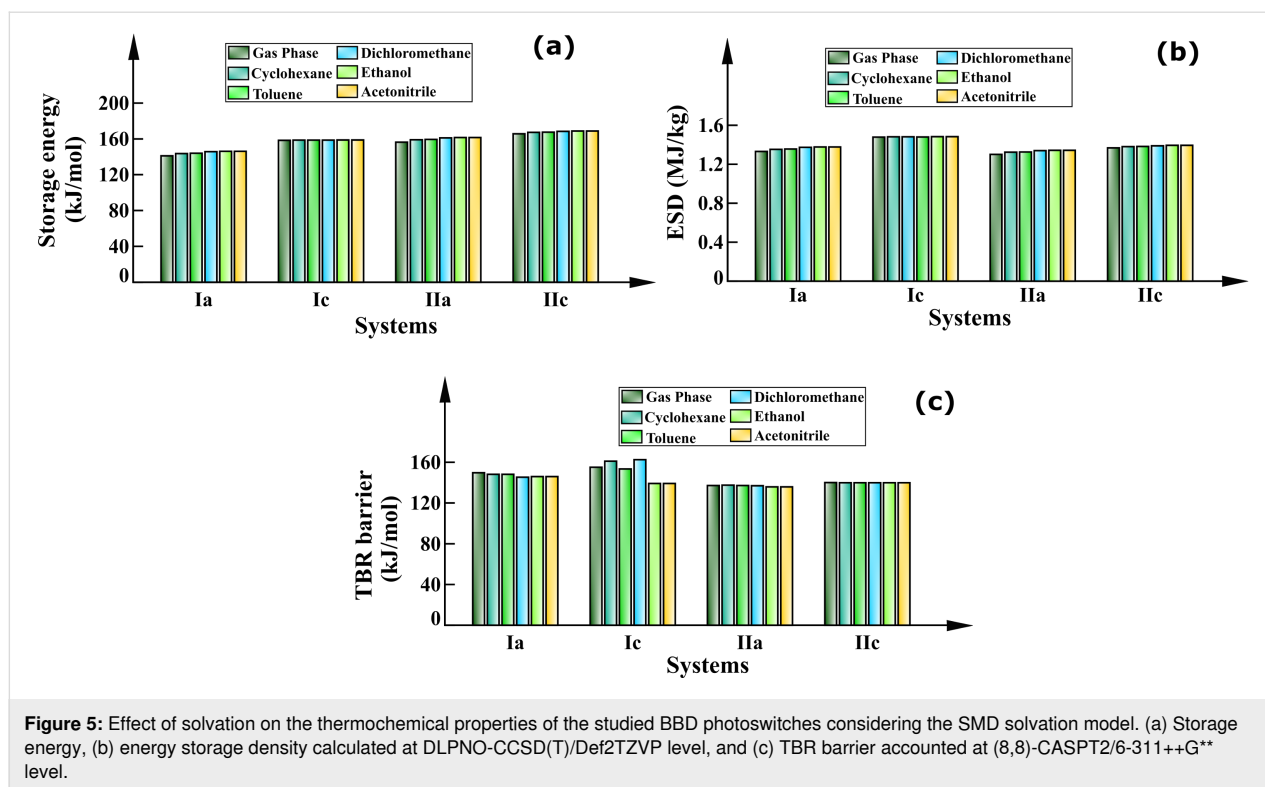 (a)
Gas Phase Dichloromethane
Cyclohexane Ethanol
Toluene Acetonitrile
Storage energy
(kJ/mol)
200
160
120
80
40
0
Ia Ic IIa IIc
Systems
(b)
Gas Phase Dichloromethane
Cyclohexane Ethanol
Toluene Acetonitrile
ESD (MJ/kg)
1.6
1.2
0.8
0.4
0
Ia Ic IIa IIc
Systems
(c)
Gas Phase Dichloromethane
Cyclohexane Ethanol
Toluene Acetonitrile
TBR barrier
(kJ/mol)
160
120
80
40
0
Ia Ic IIa IIc
Systems
Figure 5: Effect of solvation on the thermochemical properties of the studied BBD photoswitches considering the SMD solvation model. (a) Storage
energy, (b) energy storage density calculated at DLPNO-CCSD(T)/Def2TZVP level, and (c) TBR barrier accounted at (8,8)-CASPT2/6-311++G**
level.